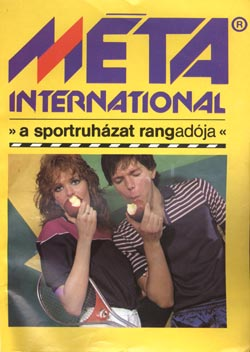 MÉTA®
INTERNATIONAL
» a sportruházat rangadója «